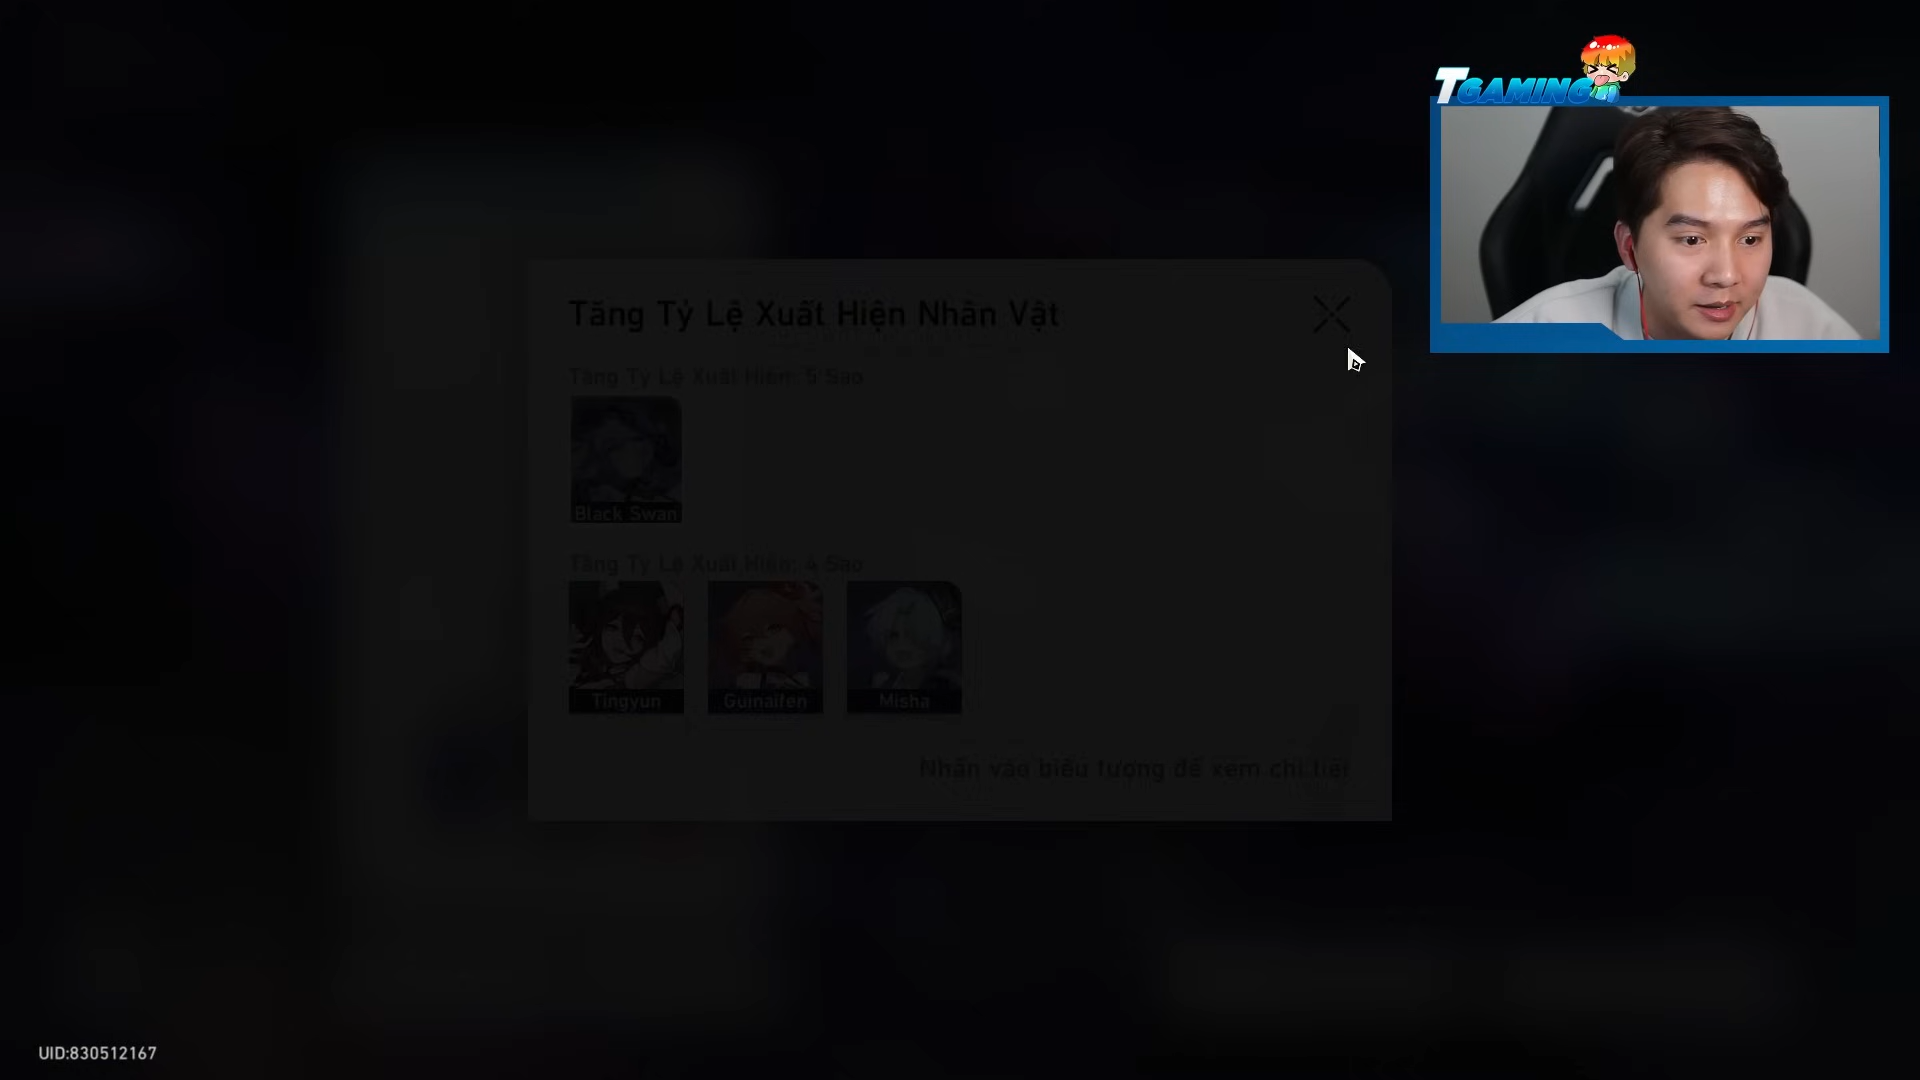 TGAMING
Tăng Tỷ Lệ Xuất Hiện Nhân Vật
Tăng Tỷ Lệ Xuất Hiện: 5 Sao
Black Swan
Tăng Tỷ Lệ Xuất Hiện: 4 Sao
Tingyun
Guinaifen
Misha
Nhấn vào biểu tượng để xem chi tiết
UID:830512167